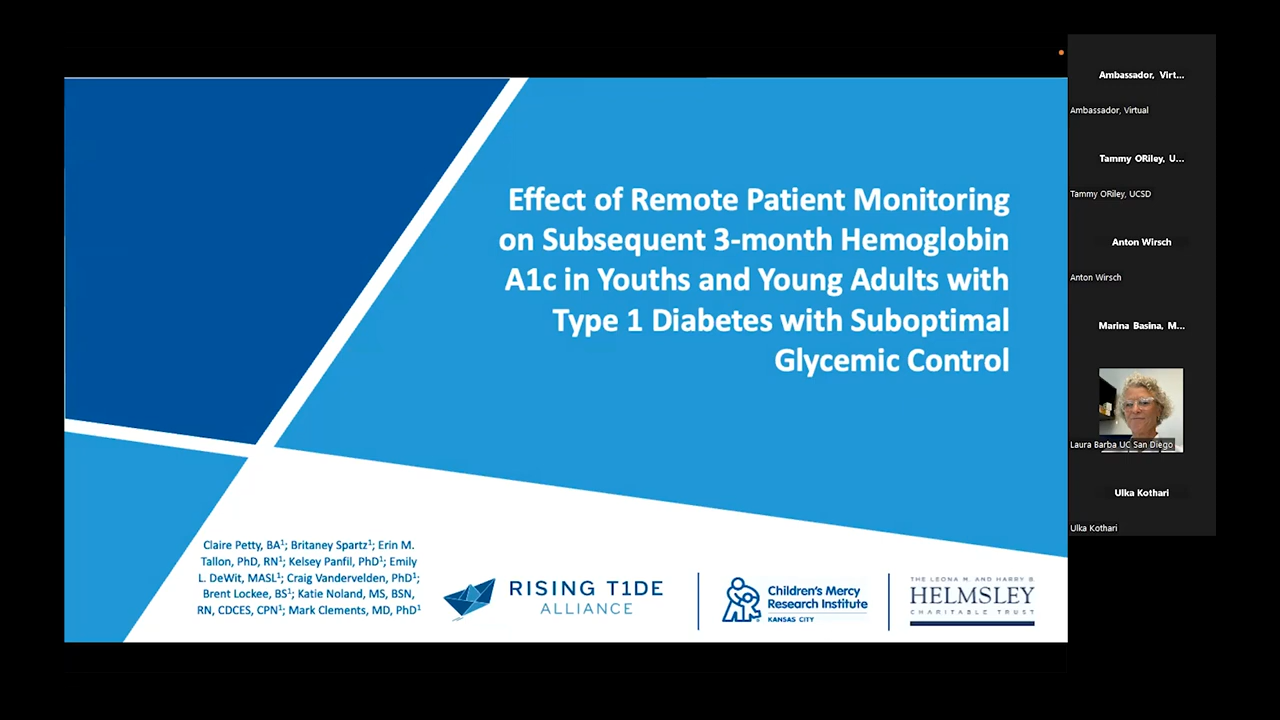 Effect of Remote Patient Monitoring
on Subsequent 3-month Hemoglobin
A1c in Youths and Young Adults with
Type 1 Diabetes with Suboptimal
Glycemic Control
Claire Petty, BA1; Britaney Spartz1; Erin M.
Tallon, PhD, RN1; Kelsey Panfil, PhD1; Emily
L. DeWit, MASL1; Craig Vandervelden, PhD1;
Brent Lockee, BS1; Katie Noland, MS, BSN,
RN, CDCES, CPN1; Mark Clements, MD, PhD1
RISING T1DE
ALLIANCE
Children's Mercy
Research Institute
KANSAS CITY
THE LEONA M. AND HARRY B.
HELMSLEY
CHARITABLE TRUST
Ambassador, Virt...
Ambassador, Virtual
Tammy ORiley, U...
Tammy ORiley, UCSD
Anton Wirsch
Anton Wirsch
Marina Basina, M...
Laura Barba UC San Diego
Ulka Kothari
Ulka Kothari